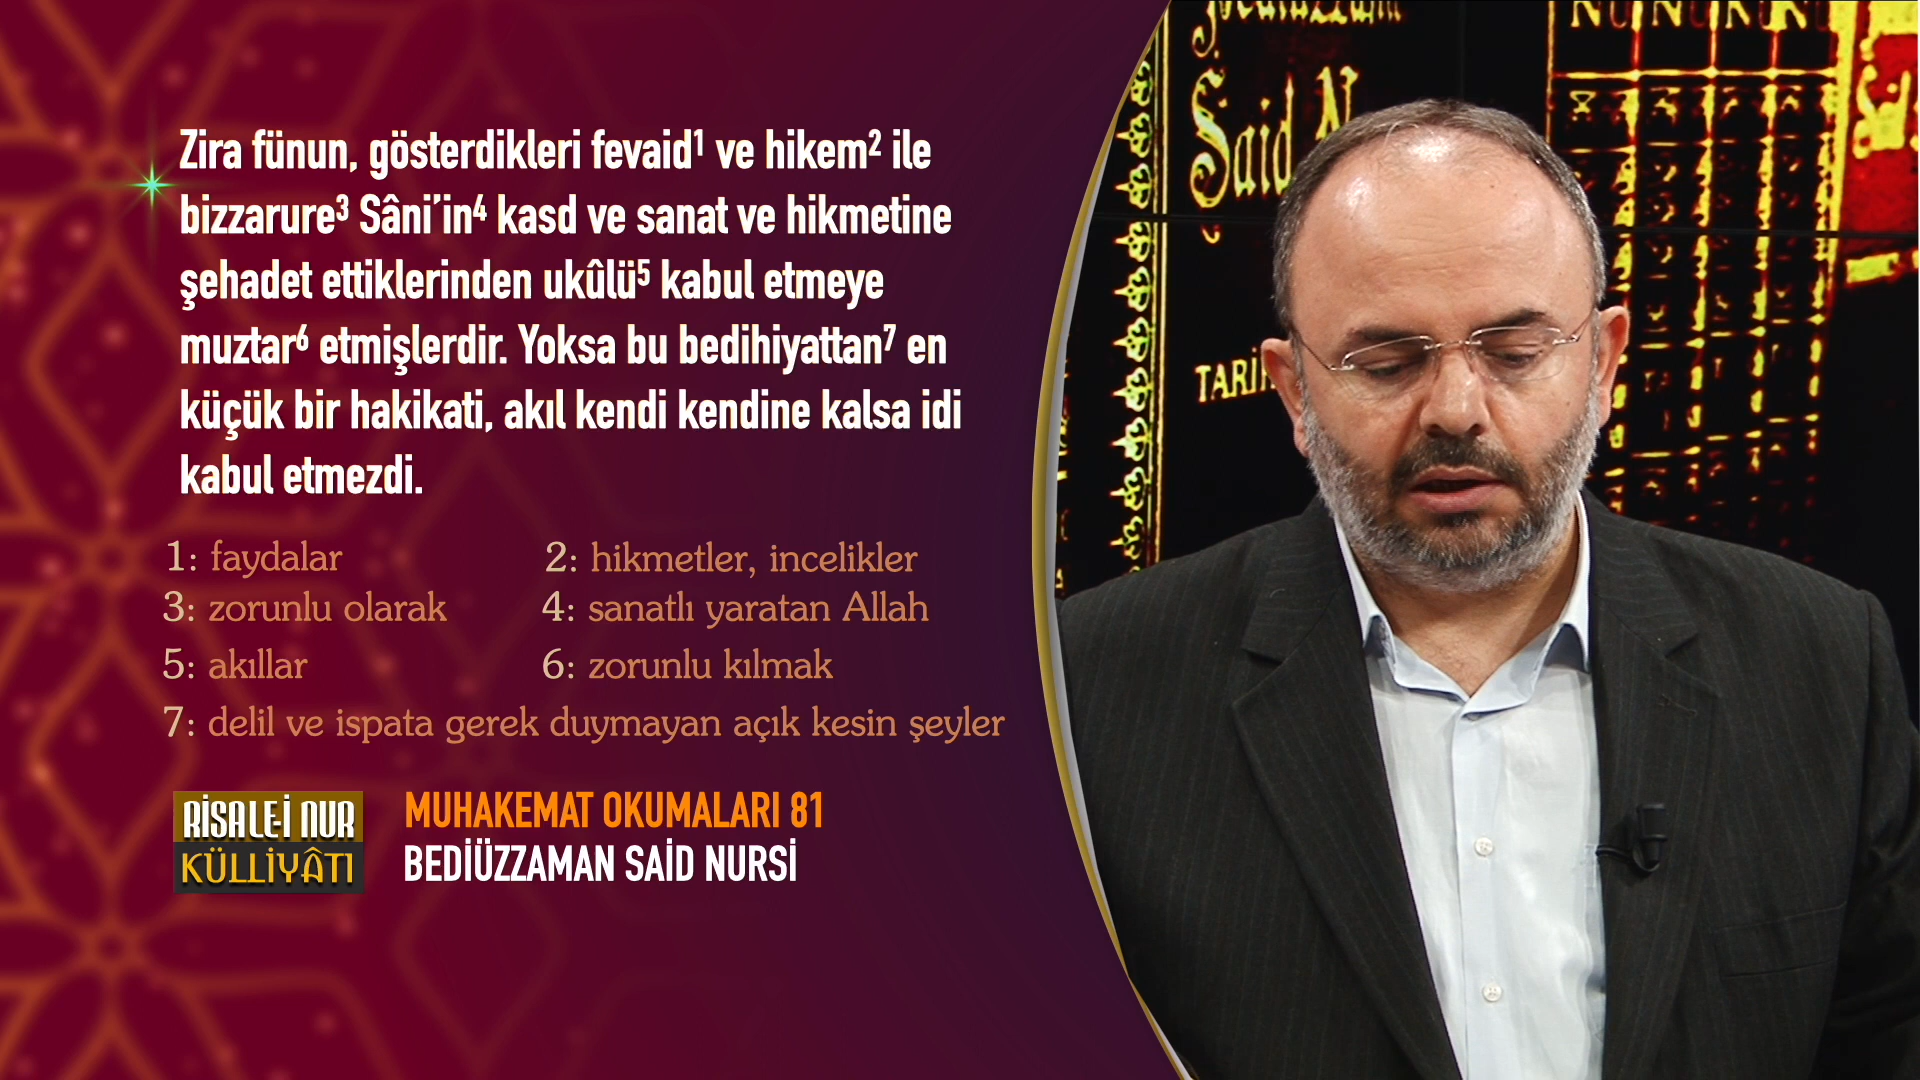 Zira fünun, gösterdikleri fevaid¹ ve hikem² ile
bizzarure³ Sâni'in⁴ kasd ve sanat ve hikmetine
şehadet ettiklerinden ukûlü⁵ kabul etmeye
muztar⁶ etmişlerdir. Yoksa bu bedihiyattan⁷ en
küçük bir hakikati, akıl kendi kendine kalsa idi
kabul etmezdi.
1: faydalar 2: hikmetler, incelikler
3: zorunlu olarak 4: sanatlı yaratan Allah
5: akıllar 6: zorunlu kılmak
7: delil ve ispata gerek duymayan açık kesin şeyler
RİSALE-İ NUR
KÜLLİYÂTI
MUHAKEMAT OKUMALARI 81
BEDİÜZZAMAN SAİD NURSİ
Said N
TARİ